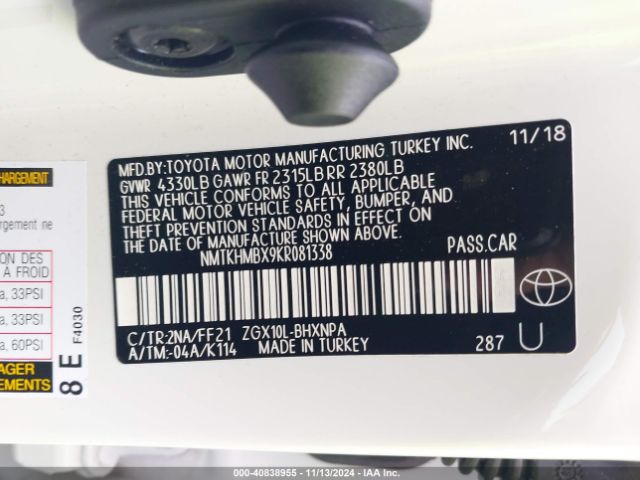 MFD.BY:TOYOTA MOTOR MANUFACTURING TURKEY INC. 11/18
GVWR 4330LB GAWR FR 2315LB RR 2380LB
THIS VEHICLE CONFORMS TO ALL APPLICABLE
FEDERAL MOTOR VEHICLE SAFETY, BUMPER, AND
THEFT PREVENTION STANDARDS IN EFFECT ON
THE DATE OF MANUFACTURE SHOWN ABOVE.
NMTKHMBX9KR081338 PASS.CAR
C/TR:2NA/FF21 ZGX10L-BHXNPA
A/TM:-04A/K114 MADE IN TURKEY 287 U
HARGEMENT
3
rgement ne
ION DES
A FROID
a, 33PSI
a, 33PSI
a, 60PSI
AGER
EMENTS
8 E F4030
000-40838955 - 11/13/2024 - IAA, LLC.